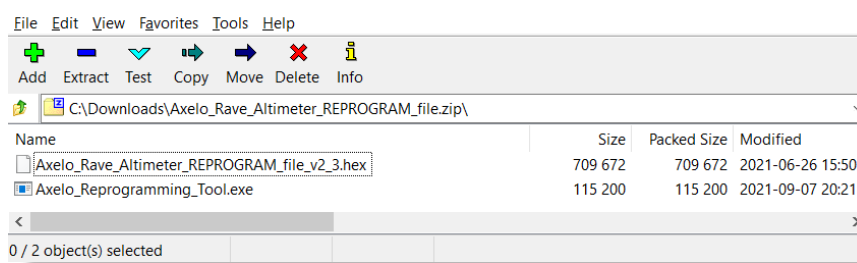 File Edit View Favorites Tools Help
Add Extract Test Copy Move Delete Info
C:\Downloads\Axelo_Rave_Altimeter_REPROGRAM_file.zip\
Name Size Packed Size Modified
Axelo_Rave_Altimeter_REPROGRAM_file_v2_3.hex 709 672 709 672 2021-06-26 15:50
Axelo_Reprogramming_Tool.exe 115 200 115 200 2021-09-07 20:21
0 / 2 object(s) selected